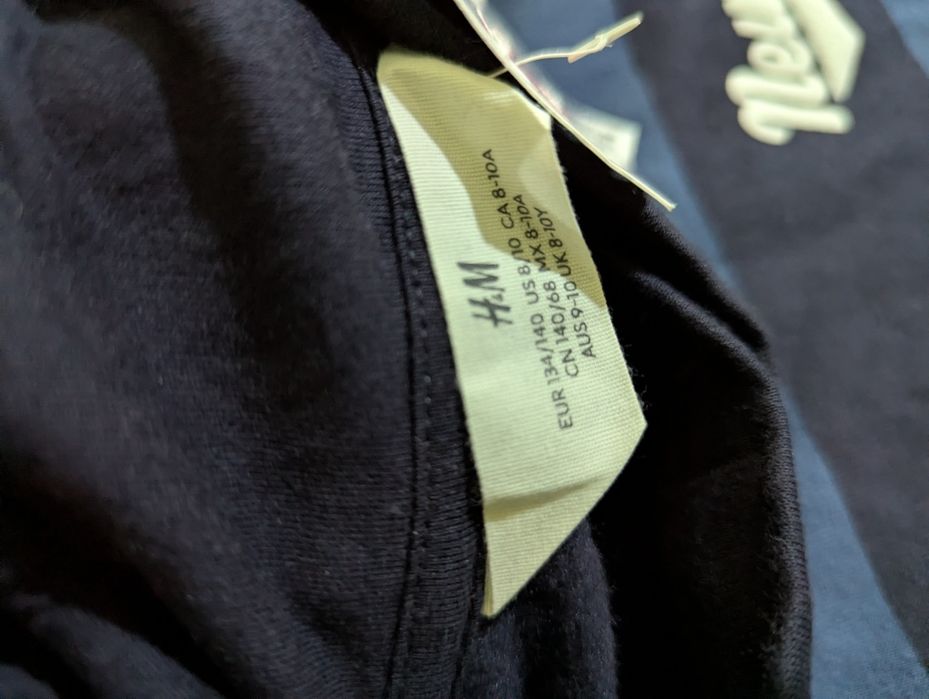 H&M
EUR 134/140 US 8/10 CA 8-10A
CN 140/68 MX 8-10A
AUS 9-10 UK 8-10Y